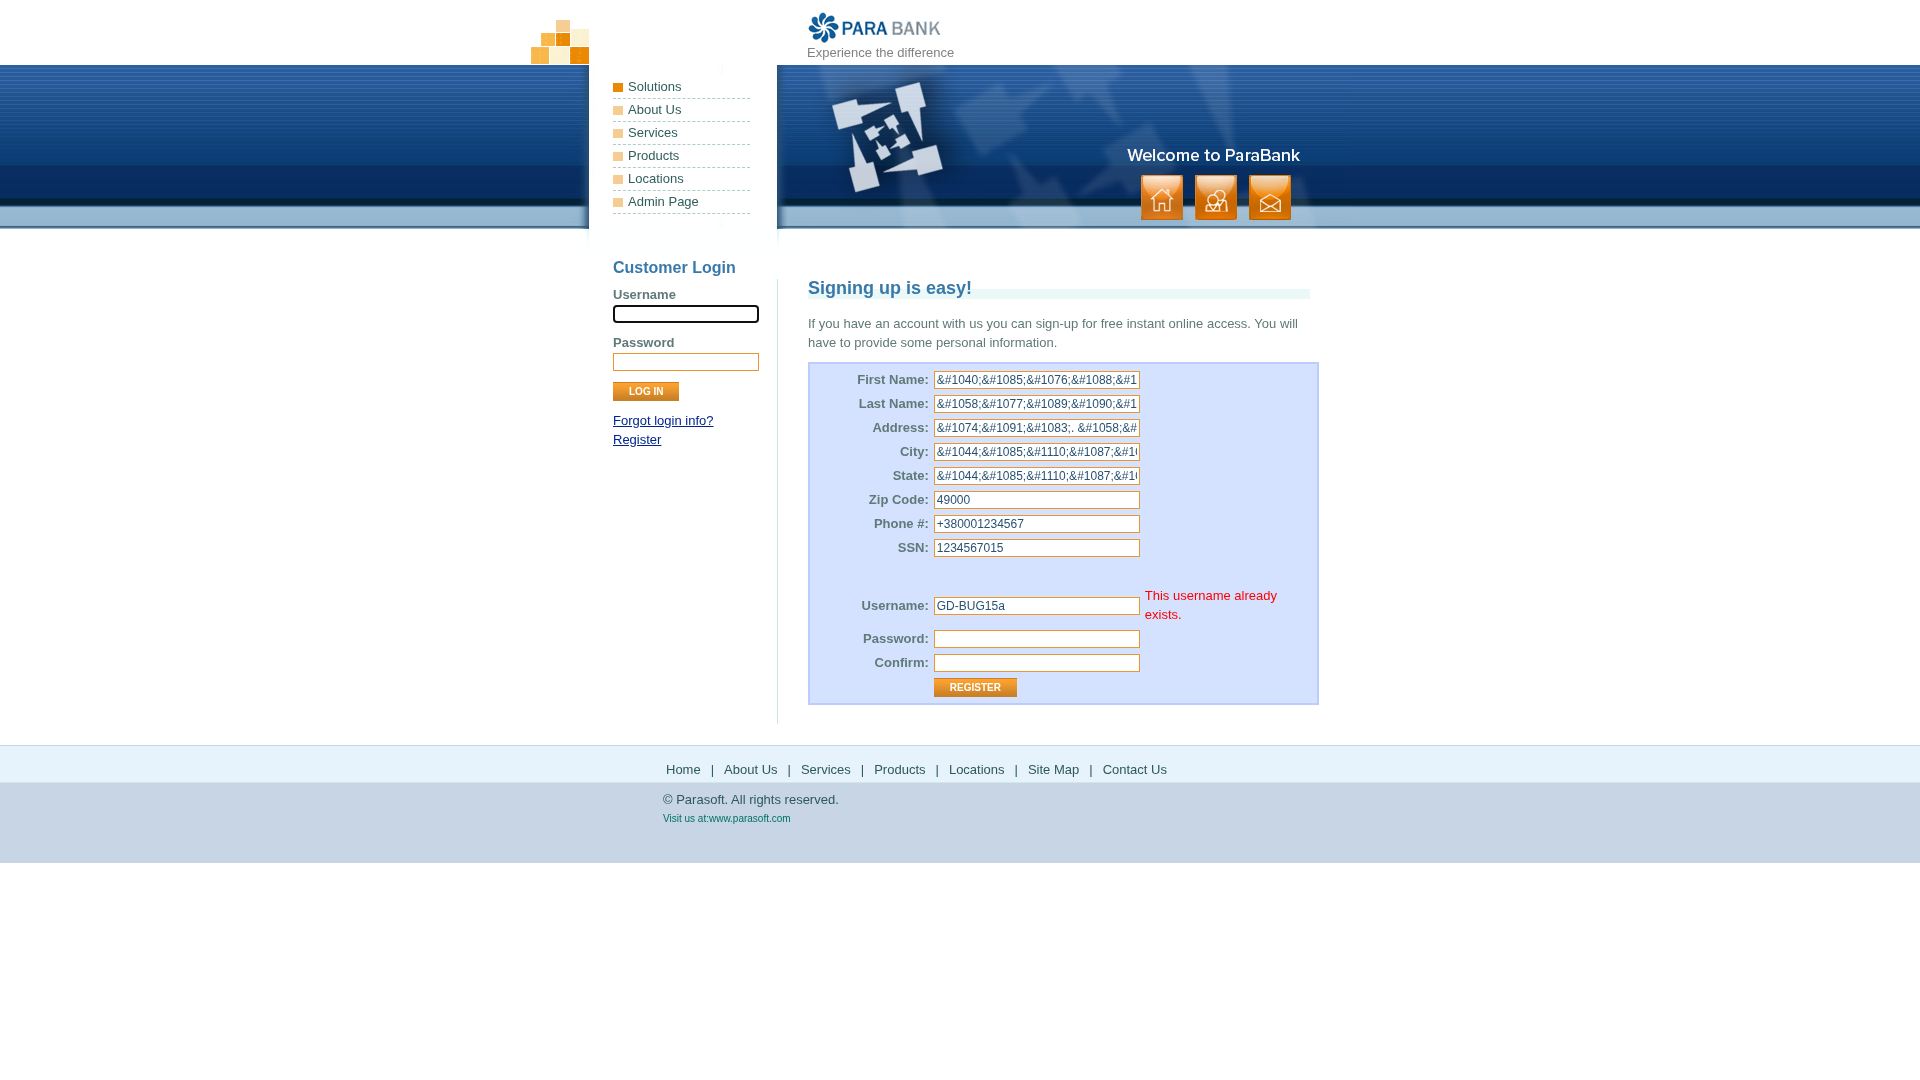 PARA BANK
Experience the difference
Solutions
About Us
Services
Products
Locations
Admin Page
Welcome to ParaBank
Customer Login
Username
Password
LOG IN
Forgot login info?
Register
Signing up is easy!
If you have an account with us you can sign-up for free instant online access. You will
have to provide some personal information.
First Name: &#1040;&#1085;&#1076;&#1088;&#1
Last Name: &#1058;&#1077;&#1089;&#1090;&#1
Address: &#1074;&#1091;&#1083;. &#1058;&#
City: &#1044;&#1085;&#1110;&#1087;&#1
State: &#1044;&#1085;&#1110;&#1087;&#1
Zip Code: 49000
Phone #: +380001234567
SSN: 1234567015
Username: GD-BUG15a This username already
exists.
Password:
Confirm:
REGISTER
Home | About Us | Services | Products | Locations | Site Map | Contact Us
© Parasoft. All rights reserved.
Visit us at:www.parasoft.com